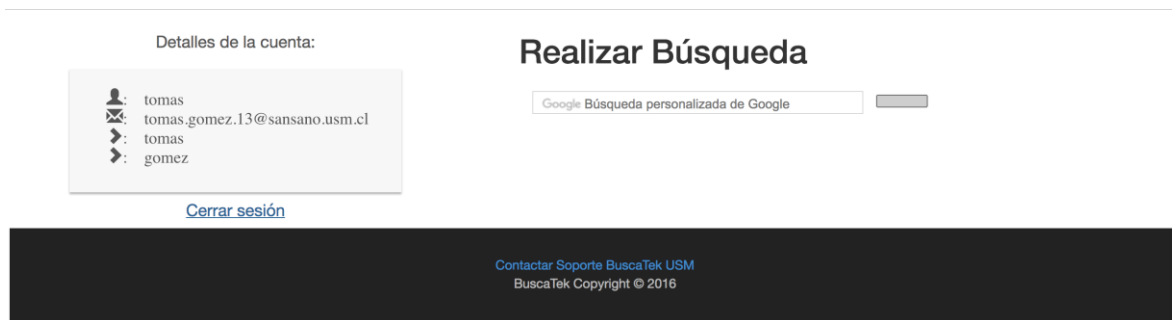 Detalles de la cuenta:
: tomas
: tomas.gomez.13@sansano.usm.cl
: tomas
: gomez
Cerrar sesión
Realizar Búsqueda
Google Búsqueda personalizada de Google
Contactar Soporte BuscaTek USM
BuscaTek Copyright © 2016